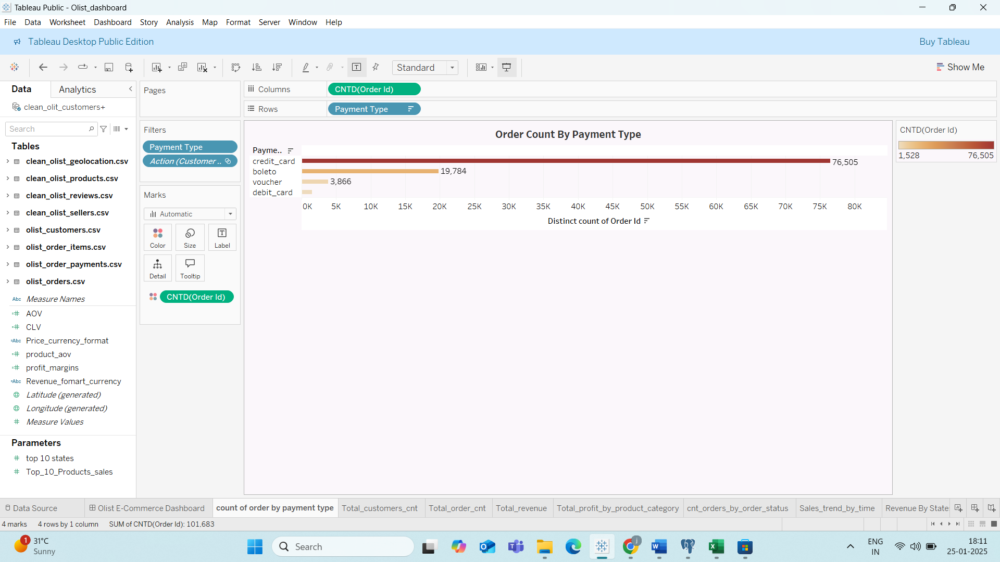 Tableau Public - Olist_dashboard
File Data Worksheet Dashboard Story Analysis Map Format Server Window Help
Tableau Desktop Public Edition
Buy Tableau
Standard
Show Me
Data
Analytics
clean_olit_customers+
Search
Tables
clean_olist_geolocation.csv
clean_olist_products.csv
clean_olist_reviews.csv
clean_olist_sellers.csv
olist_customers.csv
olist_order_items.csv
olist_order_payments.csv
olist_orders.csv
Abc Measure Names
AOV
CLV
=Abc Price_currency_format
product_aov
profit_margins
=Abc Revenue_fomart_currency
Latitude (generated)
Longitude (generated)
Measure Values
Parameters
top 10 states
Top_10_Products_sales
Pages
Filters
Payment Type
Action (Customer ..
Marks
Automatic
Color
Size
Label
Detail
Tooltip
CNTD(Order Id)
Columns
CNTD(Order Id)
Rows
Payment Type
Order Count By Payment Type
Payme..
credit_card 76,505
boleto 19,784
voucher 3,866
debit_card
0K 5K 10K 15K 20K 25K 30K 35K 40K 45K 50K 55K 60K 65K 70K 75K 80K
Distinct count of Order Id
CNTD(Order Id)
1,528 76,505
Data Source
Olist E-Commerce Dashboard
count of order by payment type
Total_customers_cnt
Total_order_cnt
Total_revenue
Total_profit_by_product_category
cnt_orders_by_order_status
Sales_trend_by_time
Revenue By State
4 marks 4 rows by 1 column SUM of CNTD(Order Id): 101,683
1
31°C
Sunny
Search
ENG
IN
18:11
25-01-2025